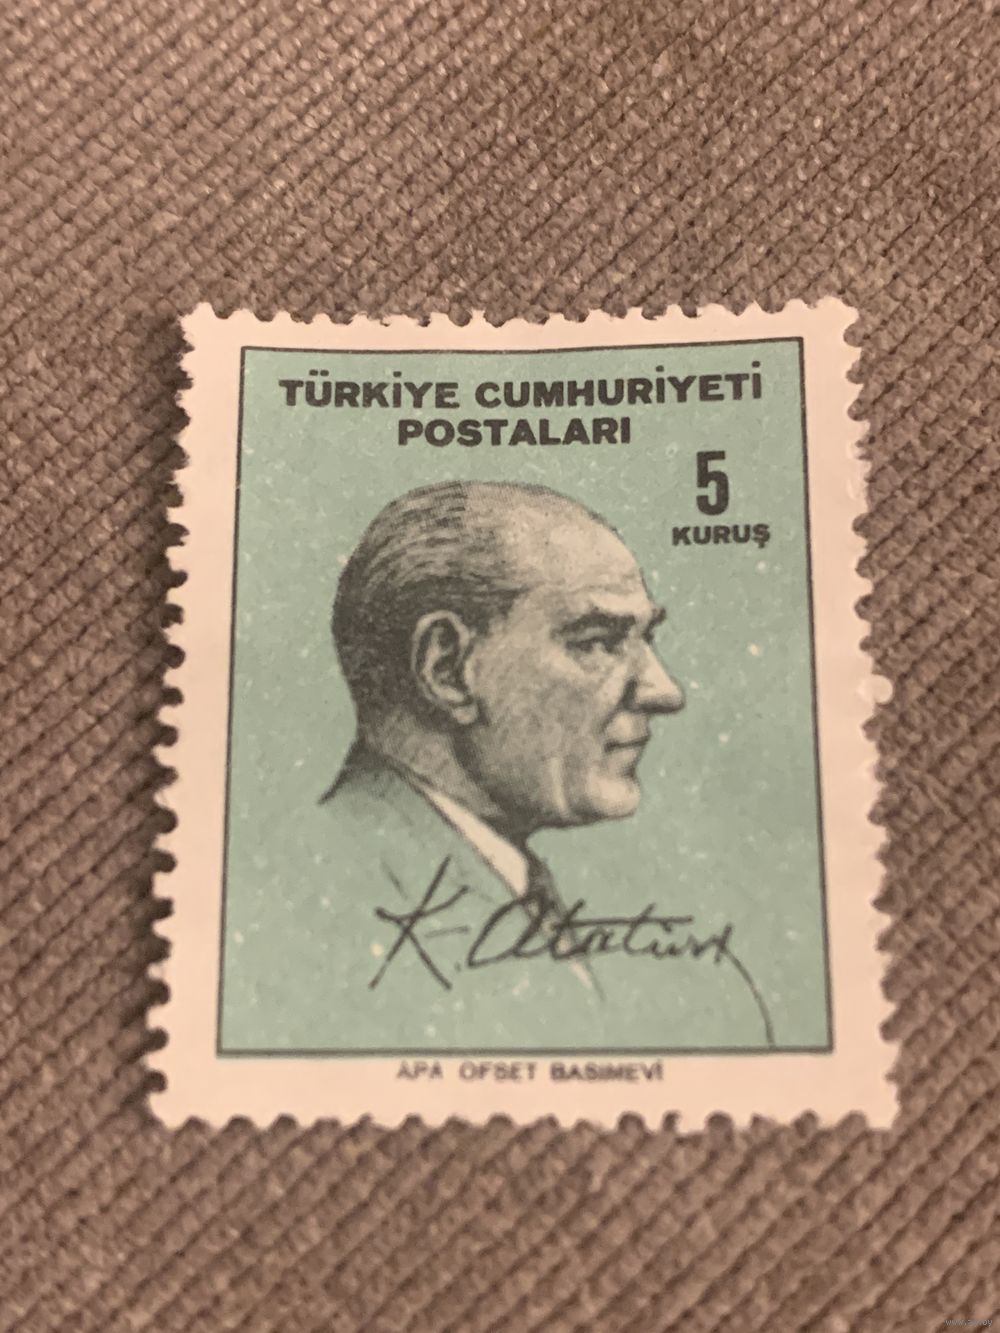 TÜRKİYE CUMHURİYETİ
POSTALARI
5
KURUŞ
K. Atatürk
APA OFSET BASIMEVİ